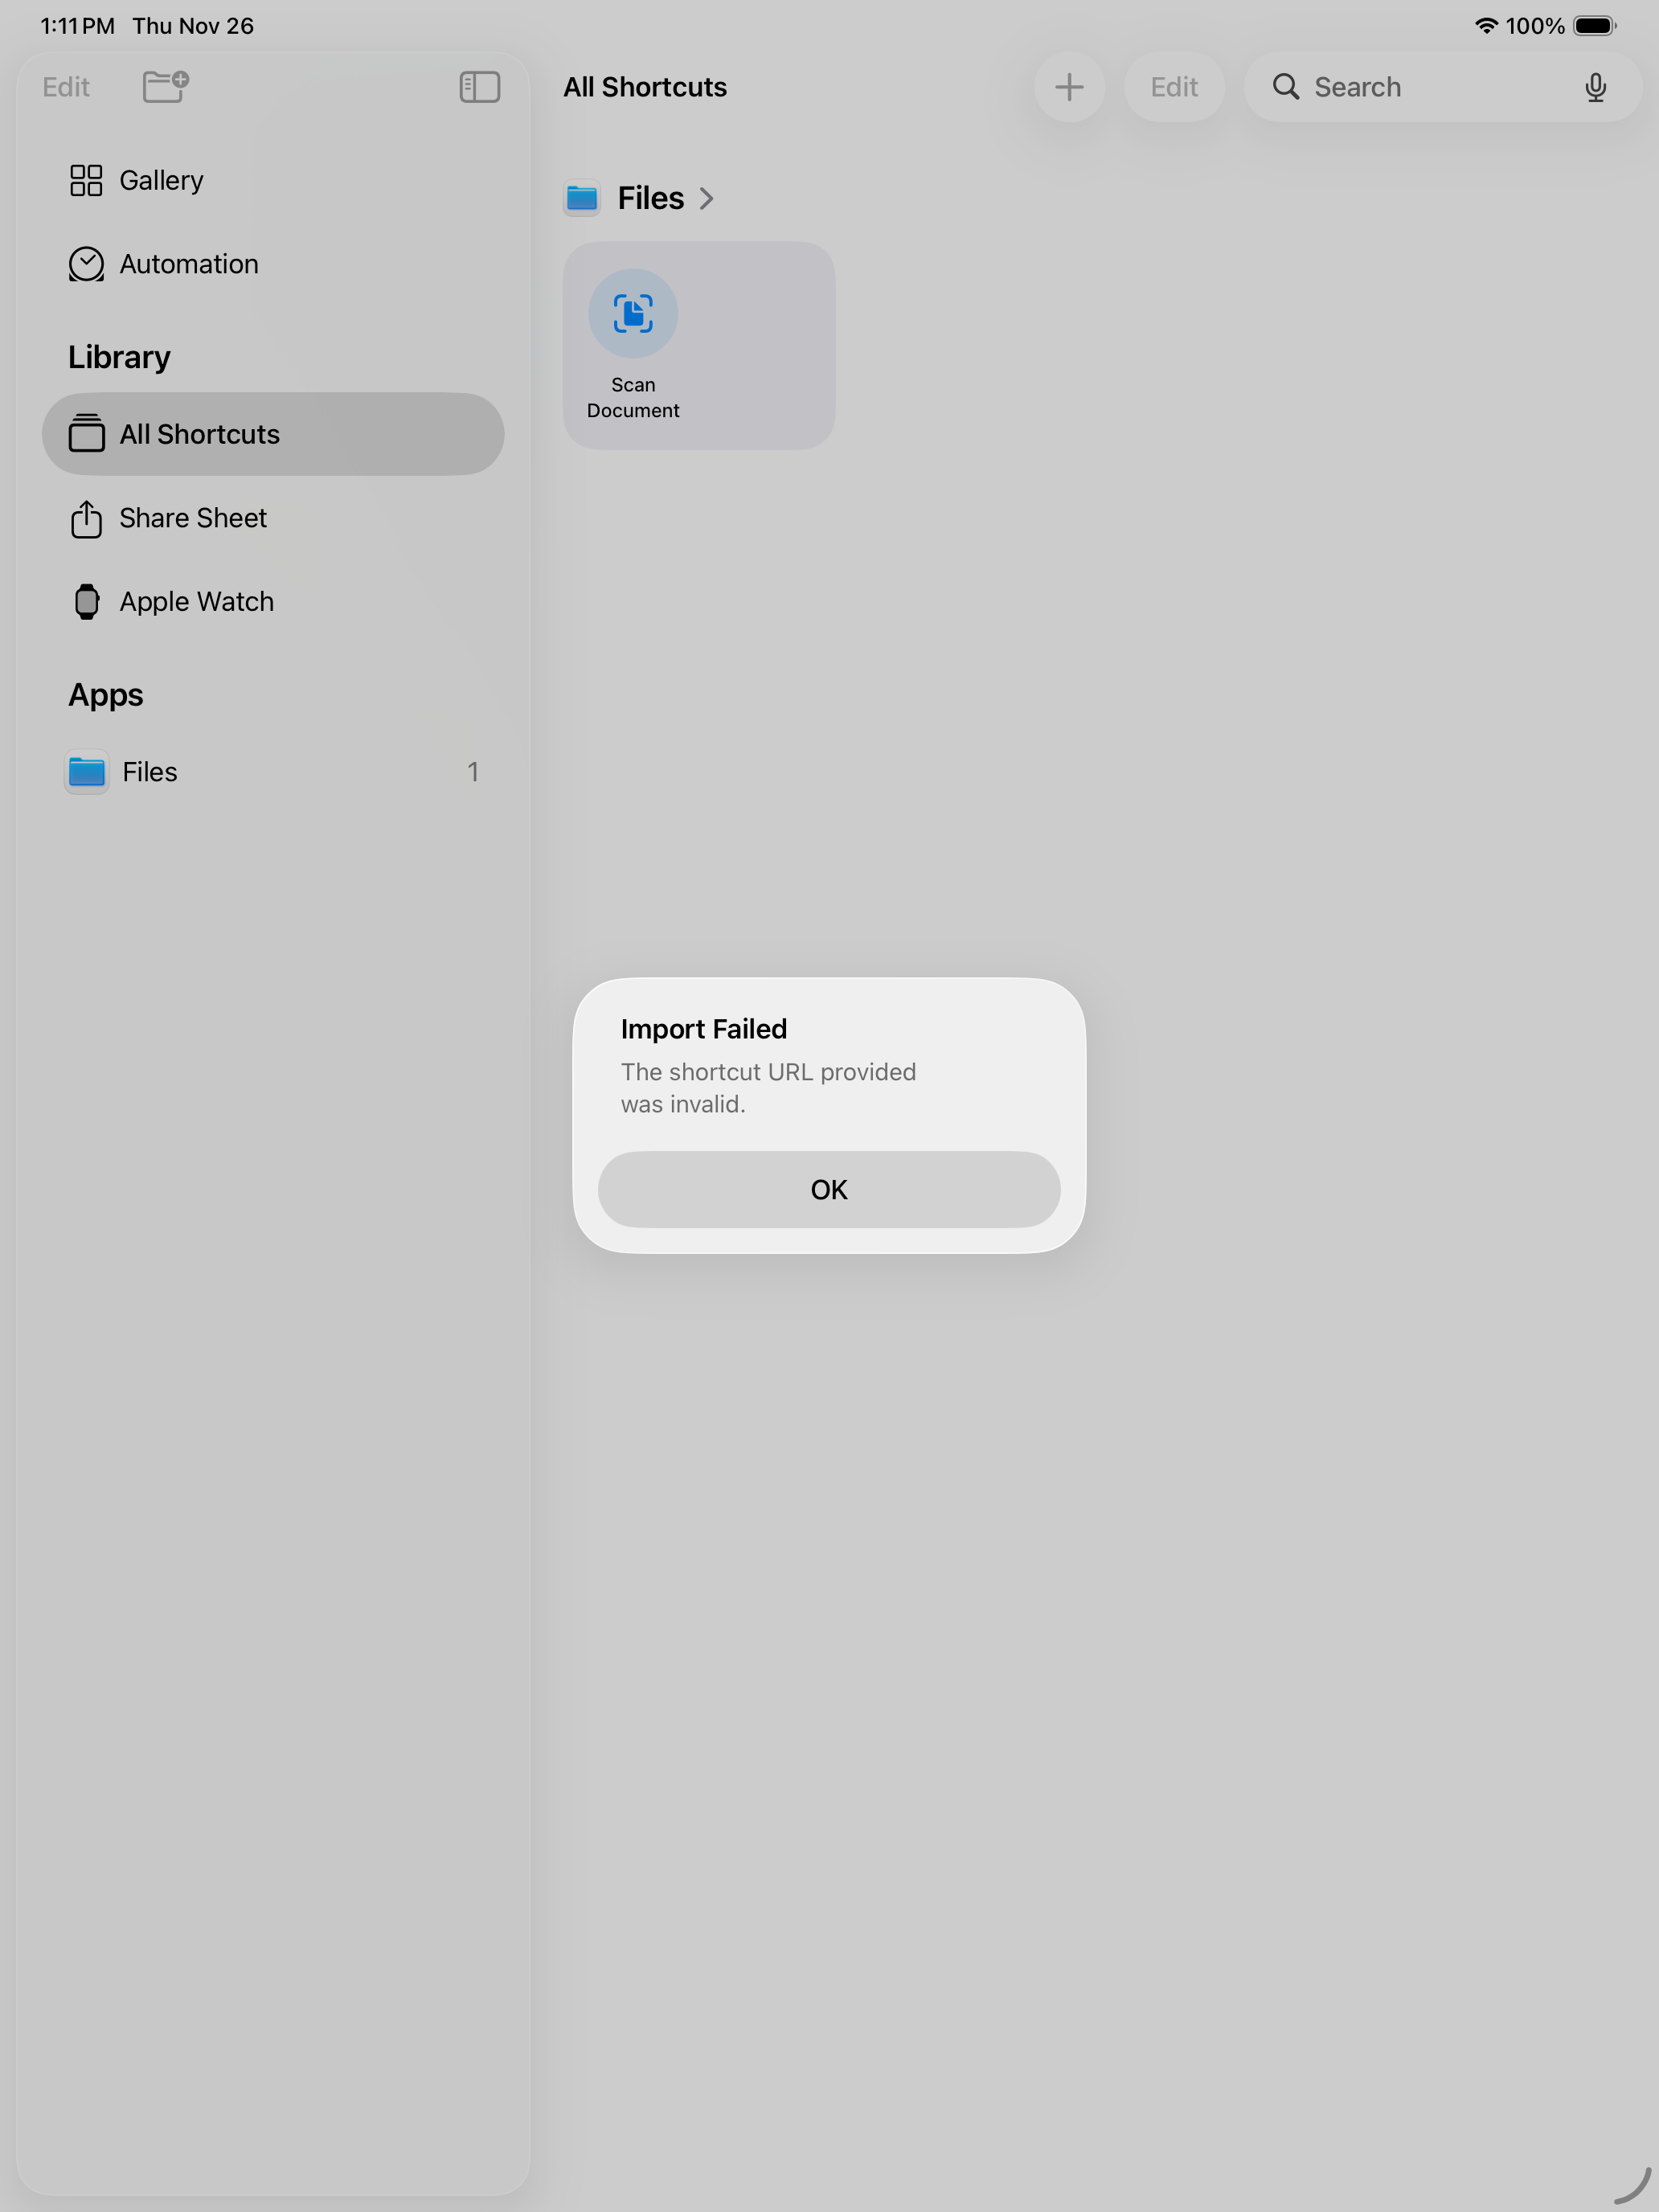 1:11 PM Thu Nov 26
100%
Edit
All Shortcuts
Edit
Search
Gallery
Automation
Library
All Shortcuts
Share Sheet
Apple Watch
Apps
Files 1
Files
Scan
Document
Import Failed
The shortcut URL provided
was invalid.
OK